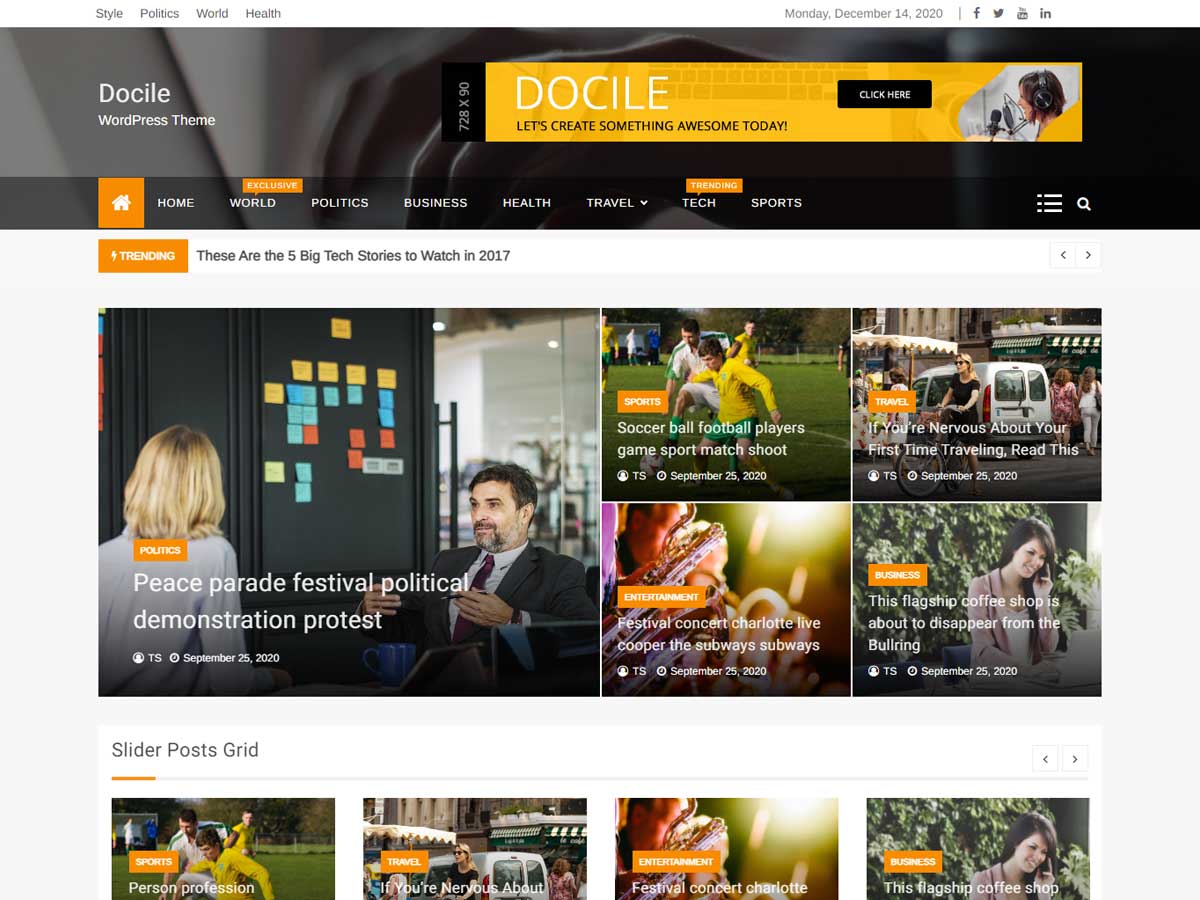 Style Politics World Health
Monday, December 14, 2020
Docile
WordPress Theme
728 X 90
DOCILE
LET'S CREATE SOMETHING AWESOME TODAY!
CLICK HERE
EXCLUSIVE
TRENDING
HOME WORLD POLITICS BUSINESS HEALTH TRAVEL TECH SPORTS
TRENDING
These Are the 5 Big Tech Stories to Watch in 2017
POLITICS
Peace parade festival political
demonstration protest
TS September 25, 2020
SPORTS
Soccer ball football players
game sport match shoot
TS September 25, 2020
TRAVEL
If You're Nervous About Your
First Time Traveling, Read This
TS September 25, 2020
ENTERTAINMENT
Festival concert charlotte live
cooper the subways subways
TS September 25, 2020
BUSINESS
This flagship coffee shop is
about to disappear from the
Bullring
TS September 25, 2020
Slider Posts Grid
SPORTS
Person profession
TRAVEL
If You're Nervous About
ENTERTAINMENT
Festival concert charlotte
BUSINESS
This flagship coffee shop